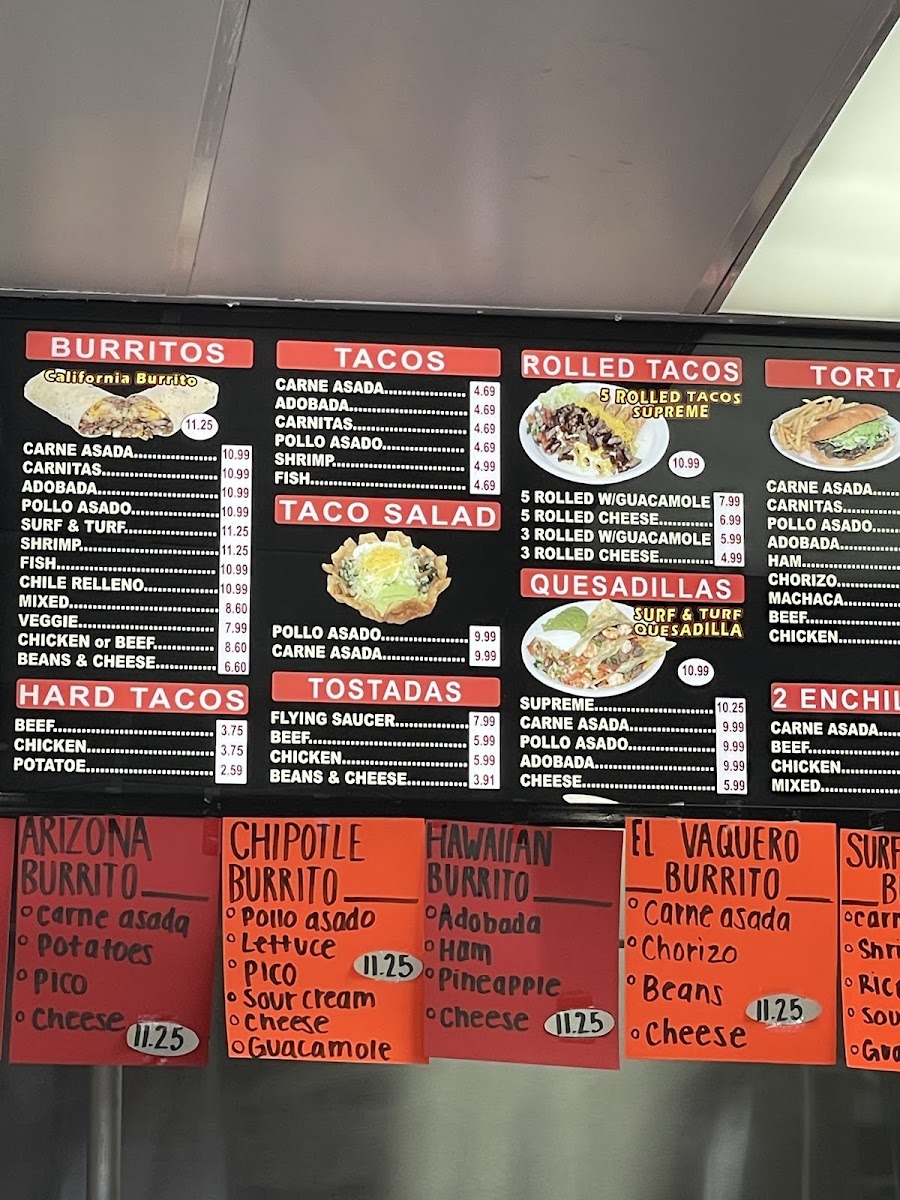 BURRITOS
California Burrito
11.25
CARNE ASADA 10.99
CARNITAS 10.99
ADOBADA 10.99
POLLO ASADO 10.99
SURF & TURF 11.25
SHRIMP 11.25
FISH 10.99
CHILE RELLENO 10.99
MIXED 8.60
VEGGIE 7.99
CHICKEN or BEEF 8.60
BEANS & CHEESE 6.60
HARD TACOS
BEEF 3.75
CHICKEN 3.75
POTATOE 2.59
TACOS
CARNE ASADA 4.69
ADOBADA 4.69
CARNITAS 4.69
POLLO ASADO 4.69
SHRIMP 4.99
FISH 4.69
TACO SALAD
POLLO ASADO 9.99
CARNE ASADA 9.99
TOSTADAS
FLYING SAUCER 7.99
BEEF 5.99
CHICKEN 5.99
BEANS & CHEESE 3.91
ROLLED TACOS
5 ROLLED TACOS
SUPREME
10.99
5 ROLLED W/GUACAMOLE 7.99
5 ROLLED CHEESE 6.99
3 ROLLED W/GUACAMOLE 5.99
3 ROLLED CHEESE 4.99
QUESADILLAS
SURF & TURF
QUESADILLA
10.99
SUPREME 10.25
CARNE ASADA 9.99
POLLO ASADO 9.99
ADOBADA 9.99
CHEESE 5.99
TORTA
CARNE ASADA
CARNITAS
POLLO ASADO
ADOBADA
HAM
CHORIZO
MACHACA
BEEF
CHICKEN
2 ENCHIL
CARNE ASADA
BEEF
CHICKEN
MIXED
ARIZONA
BURRITO
Carne asada
Potatoes
Pico
Cheese
11.25
CHIPOTLE
BURRITO
Pollo asado
Lettuce
Pico
11.25
Sour cream
Cheese
Guacamole
HAWAIIAN
BURRITO
Adobada
Ham
Pineapple
Cheese
11.25
EL VAQUERO
BURRITO
Carne asada
Chorizo
Beans
11.25
Cheese
SURF
B
carn
Shri
Ric
Sou
Gua